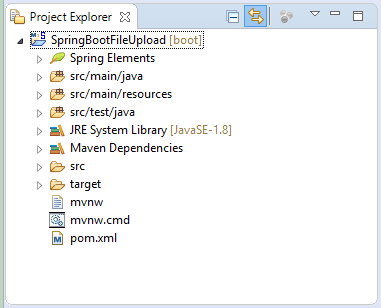 Project Explorer
SpringBootFileUpload [boot]
Spring Elements
src/main/java
src/main/resources
src/test/java
JRE System Library [JavaSE-1.8]
Maven Dependencies
src
target
mvnw
mvnw.cmd
pom.xml